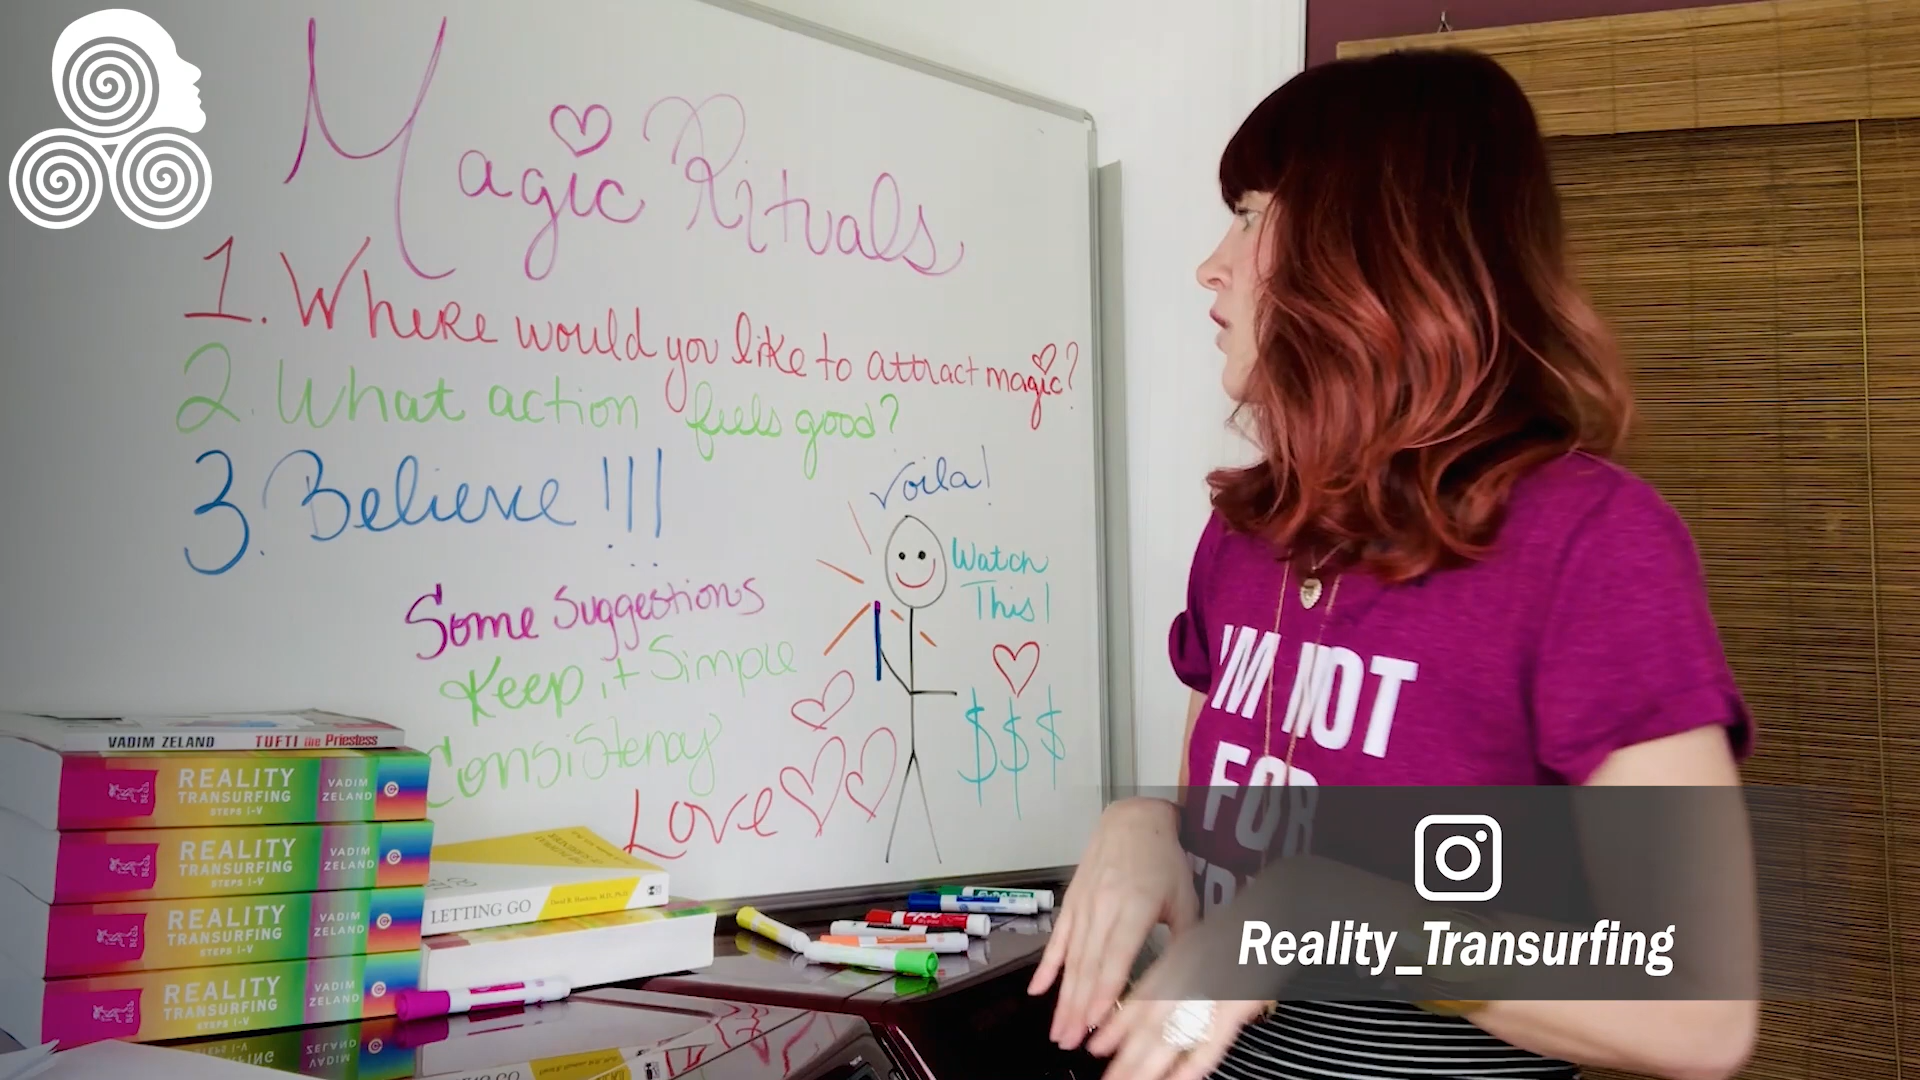 Magic Rituals
1. Where would you like to attract magic?
2. What action feels good?
3. Believe!!!
Voila!
Watch
This!
Some Suggestions
Keep it Simple
Consistency
Love
$$$
VADIM ZELAND TUFTI the Priestess
REALITY
TRANSURFING
STEPS I-V
VADIM
ZELAND
REALITY
TRANSURFING
STEPS I-V
VADIM
ZELAND
REALITY
TRANSURFING
STEPS I-V
VADIM
ZELAND
REALITY
TRANSURFING
STEPS I-V
VADIM
ZELAND
LETTING GO David R. Hawkins, M.D., Ph.D.
I'M NOT
FOR
Reality_Transurfing